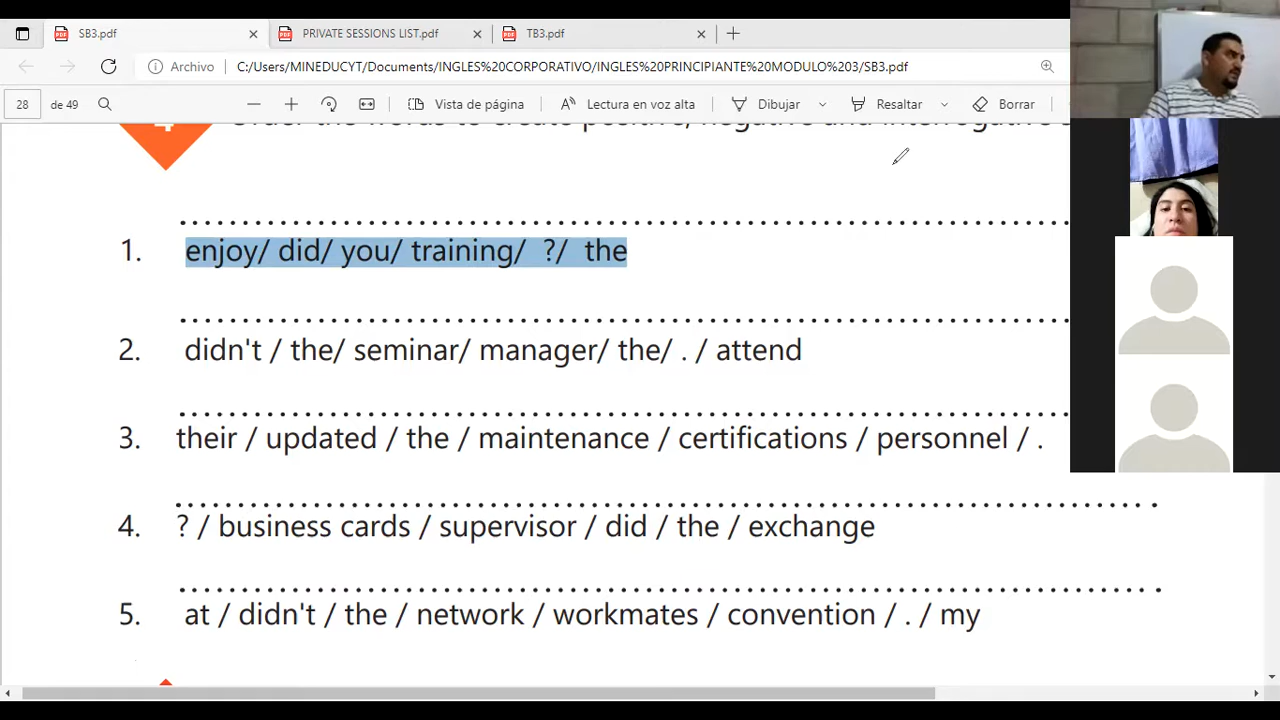 SB3.pdf
PRIVATE SESSIONS LIST.pdf
TB3.pdf
Archivo
C:/Users/MINEDUCYT/Documents/INGLES%20CORPORATIVO/INGLES%20PRINCIPIANTE%20MODULO%203/SB3.pdf
28 de 49
Vista de página
Lectura en voz alta
Dibujar
Resaltar
Borrar
1. enjoy/ did/ you/ training/ ?/ the
2. didn't / the/ seminar/ manager/ the/ . / attend
3. their / updated / the / maintenance / certifications / personnel / .
4. ? / business cards / supervisor / did / the / exchange
5. at / didn't / the / network / workmates / convention / . / my